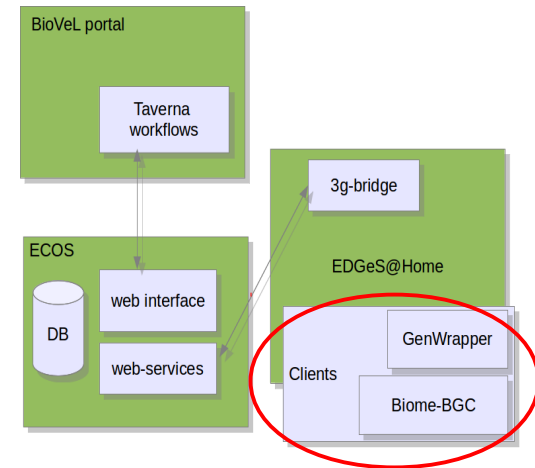 BioVeL portal
Taverna
workflows
3g-bridge
ECOS
EDGeS@Home
web interface
DB
GenWrapper
web-services
Clients
Biome-BGC